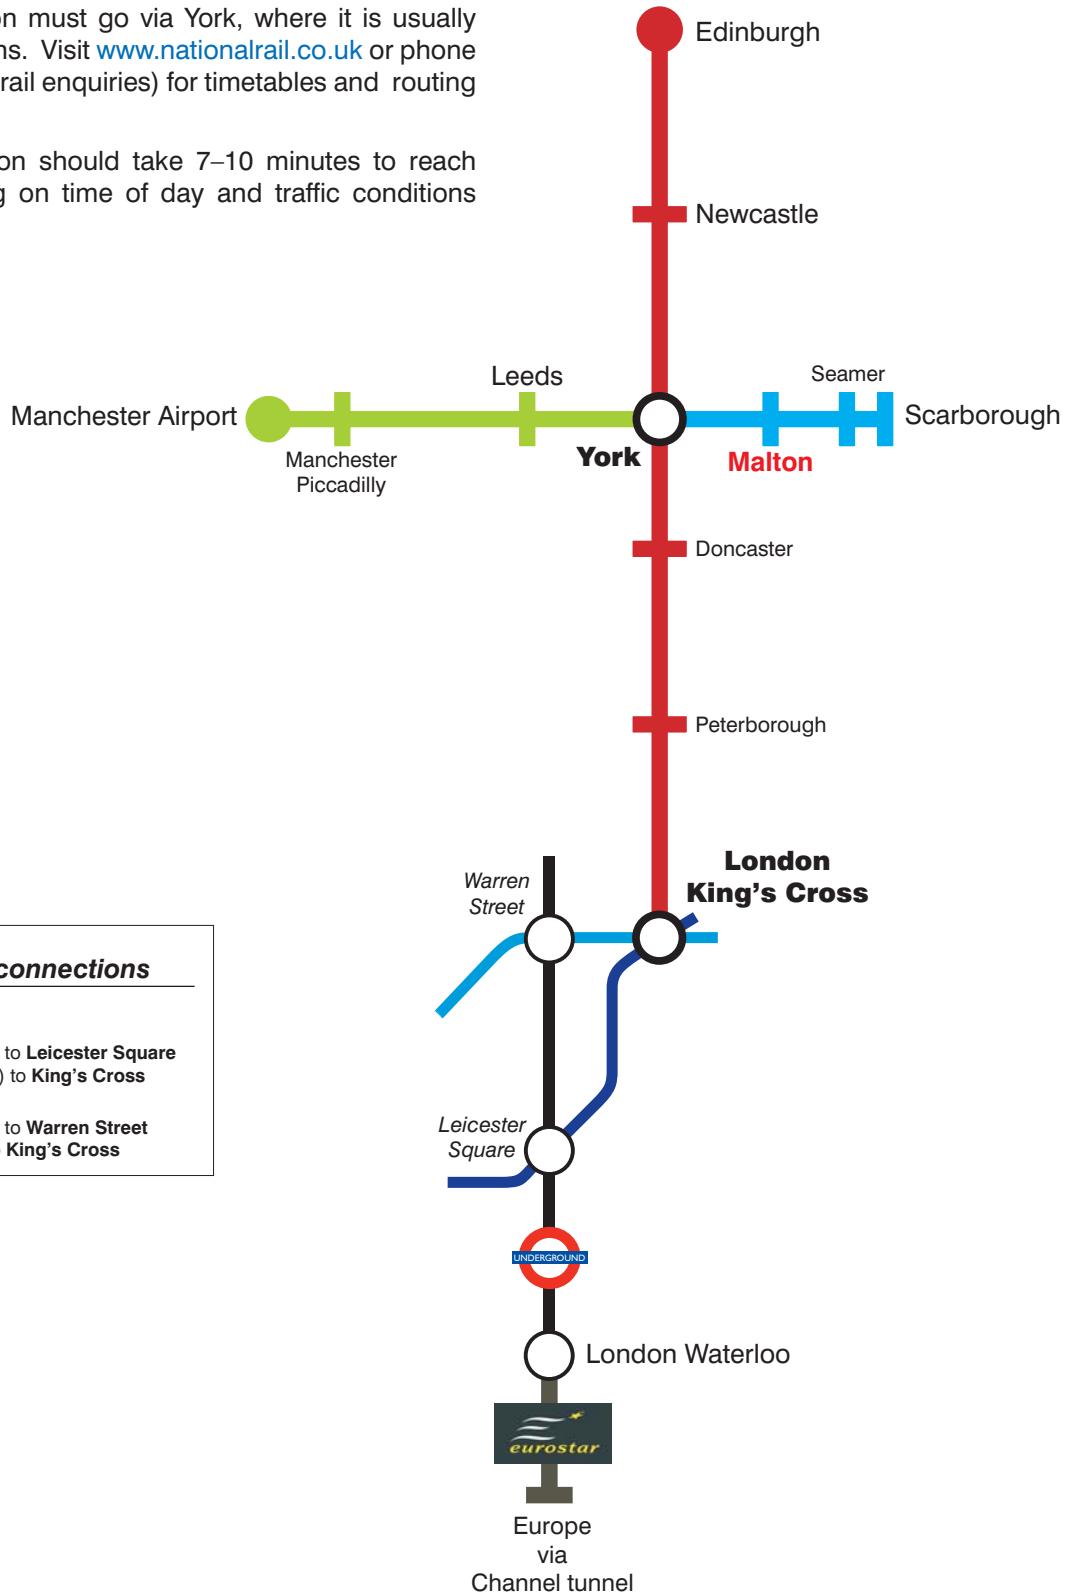 on must go via York, where it is usually
ns. Visit www.nationalrail.co.uk or phone
rail enquiries) for timetables and routing
on should take 7–10 minutes to reach
g on time of day and traffic conditions
Edinburgh
Newcastle
Leeds
Seamer
Manchester Airport
Scarborough
York
Malton
Manchester
Piccadilly
Doncaster
Peterborough
London
King's Cross
Warren
Street
connections
to Leicester Square
) to King's Cross
to Warren Street
King's Cross
Leicester
Square
UNDERGROUND
London Waterloo
eurostar
Europe
via
Channel tunnel